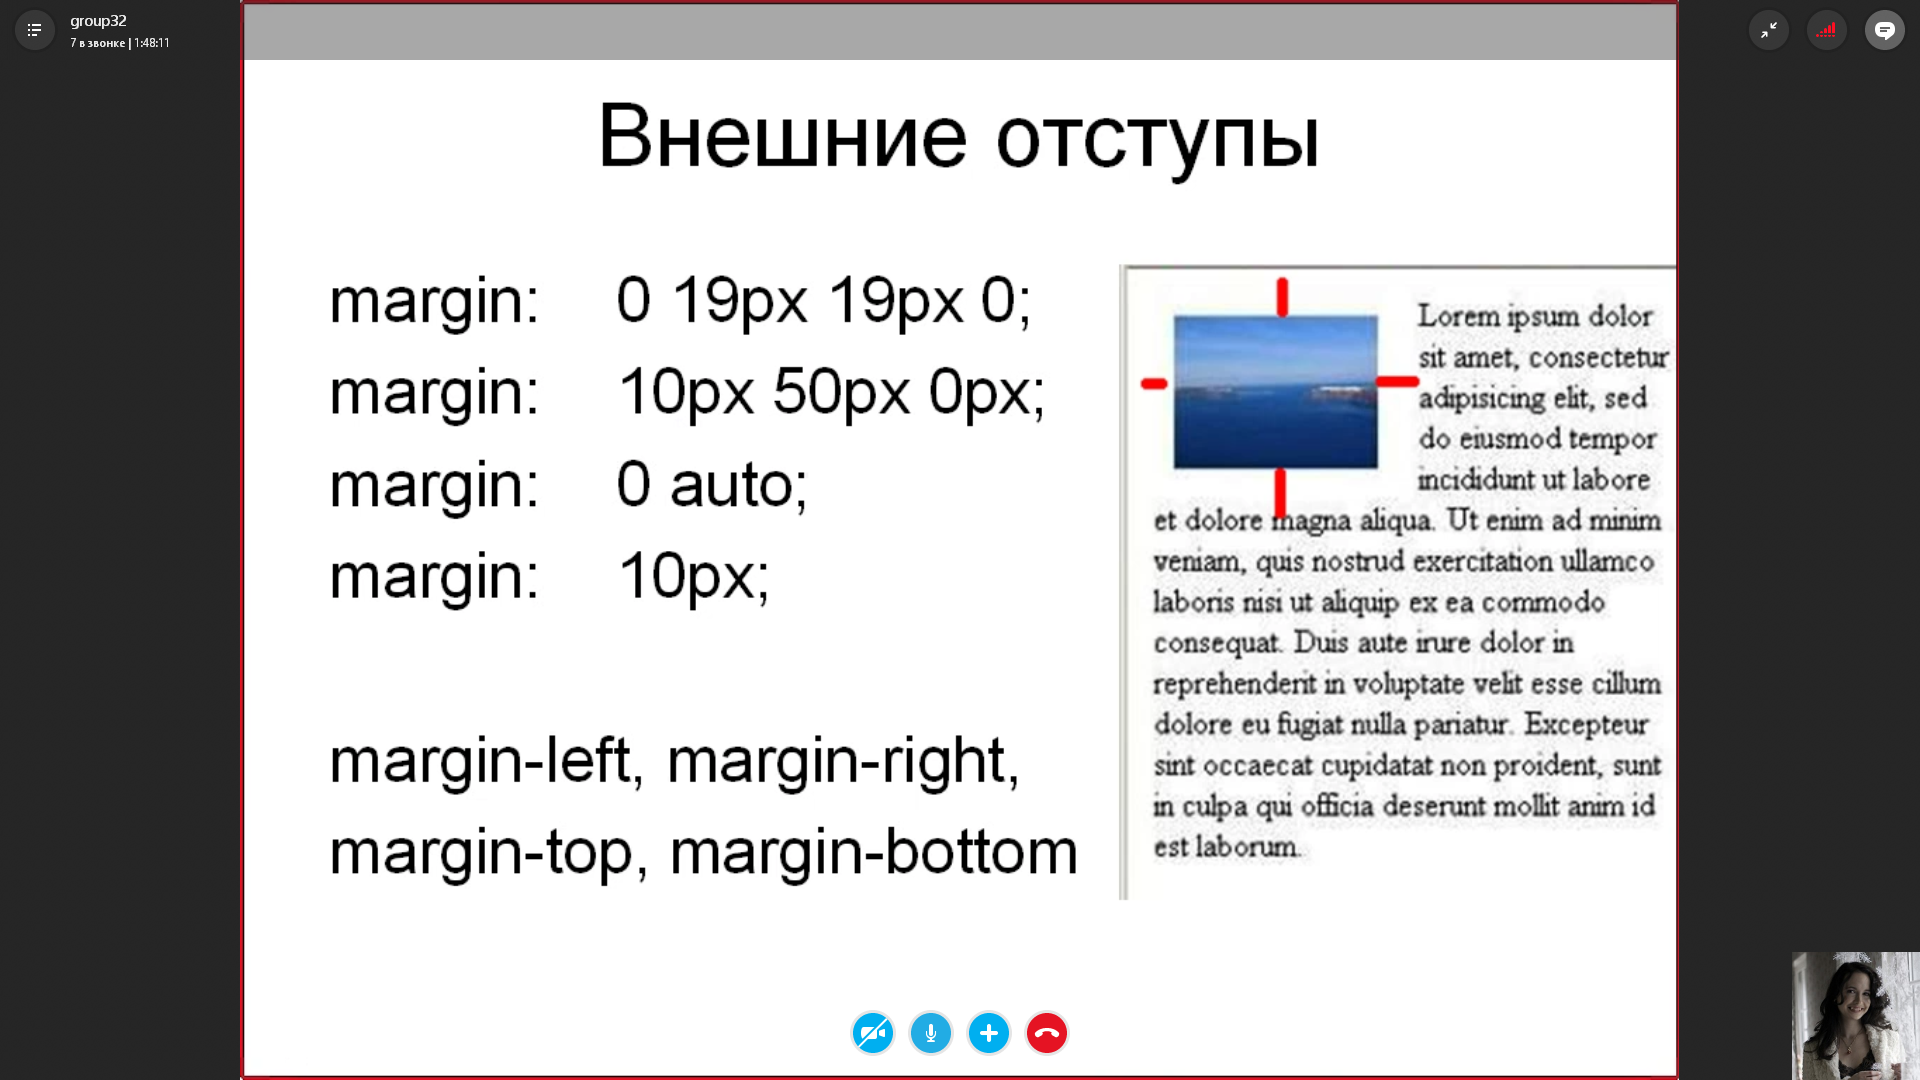 group32
7 в звонке | 1:48:11
Внешние отступы
margin: 0 19px 19px 0;
margin: 10px 50px 0px;
margin: 0 auto;
margin: 10px;
margin-left, margin-right,
margin-top, margin-bottom
Lorem ipsum dolor
sit amet, consectetur
adipisicing elit, sed
do eiusmod tempor
incididunt ut labore
et dolore magna aliqua. Ut enim ad minim
veniam, quis nostrud exercitation ullamco
laboris nisi ut aliquip ex ea commodo
consequat. Duis aute irure dolor in
reprehenderit in voluptate velit esse cillum
dolore eu fugiat nulla pariatur. Excepteur
sint occaecat cupidatat non proident, sunt
in culpa qui officia deserunt mollit anim id
est laborum.